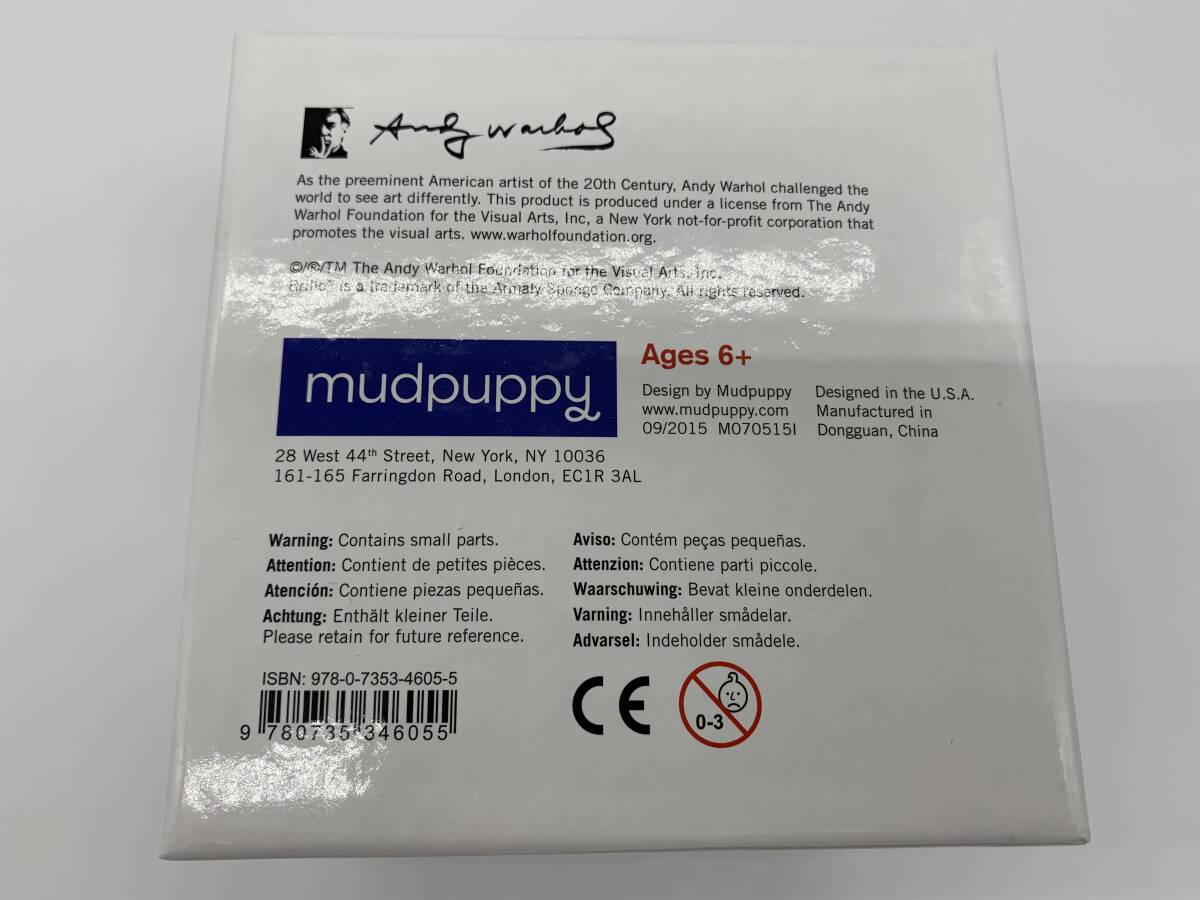 Andy Warhol
As the preeminent American artist of the 20th Century, Andy Warhol challenged the
world to see art differently. This product is produced under a license from The Andy
Warhol Foundation for the Visual Arts, Inc, a New York not-for-profit corporation that
promotes the visual arts. www.warholfoundation.org.
©/®/TM The Andy Warhol Foundation for the Visual Arts, Inc.
Brillo® is a trademark of the Armaly Sponge Company. All rights reserved.
mudpuppy
28 West 44th Street, New York, NY 10036
161-165 Farringdon Road, London, EC1R 3AL
Ages 6+
Design by Mudpuppy
www.mudpuppy.com
09/2015 M070515I
Designed in the U.S.A.
Manufactured in
Dongguan, China
Warning: Contains small parts.
Attention: Contient de petites pièces.
Atención: Contiene piezas pequeñas.
Achtung: Enthält kleiner Teile.
Please retain for future reference.
Aviso: Contém peças pequeñas.
Attenzion: Contiene parti piccole.
Waarschuwing: Bevat kleine onderdelen.
Varning: Innehåller smådelar.
Advarsel: Indeholder smådele.
ISBN: 978-0-7353-4605-5
9 780735 346055
CE
0-3